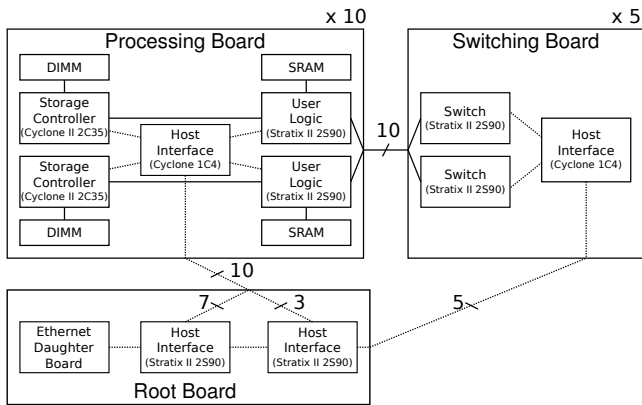 x 10
x 5
Processing Board
Switching Board
DIMM
SRAM
Storage
Controller
(Cyclone II 2C35)
User
Logic
(Stratix II 2S90)
Host
Interface
(Cyclone 1C4)
Storage
Controller
(Cyclone II 2C35)
User
Logic
(Stratix II 2S90)
DIMM
SRAM
10
Switch
(Stratix II 2S90)
Switch
(Stratix II 2S90)
Host
Interface
(Cyclone 1C4)
10
7
3
5
Ethernet
Daughter
Board
Host
Interface
(Stratix II 2S90)
Host
Interface
(Stratix II 2S90)
Root Board